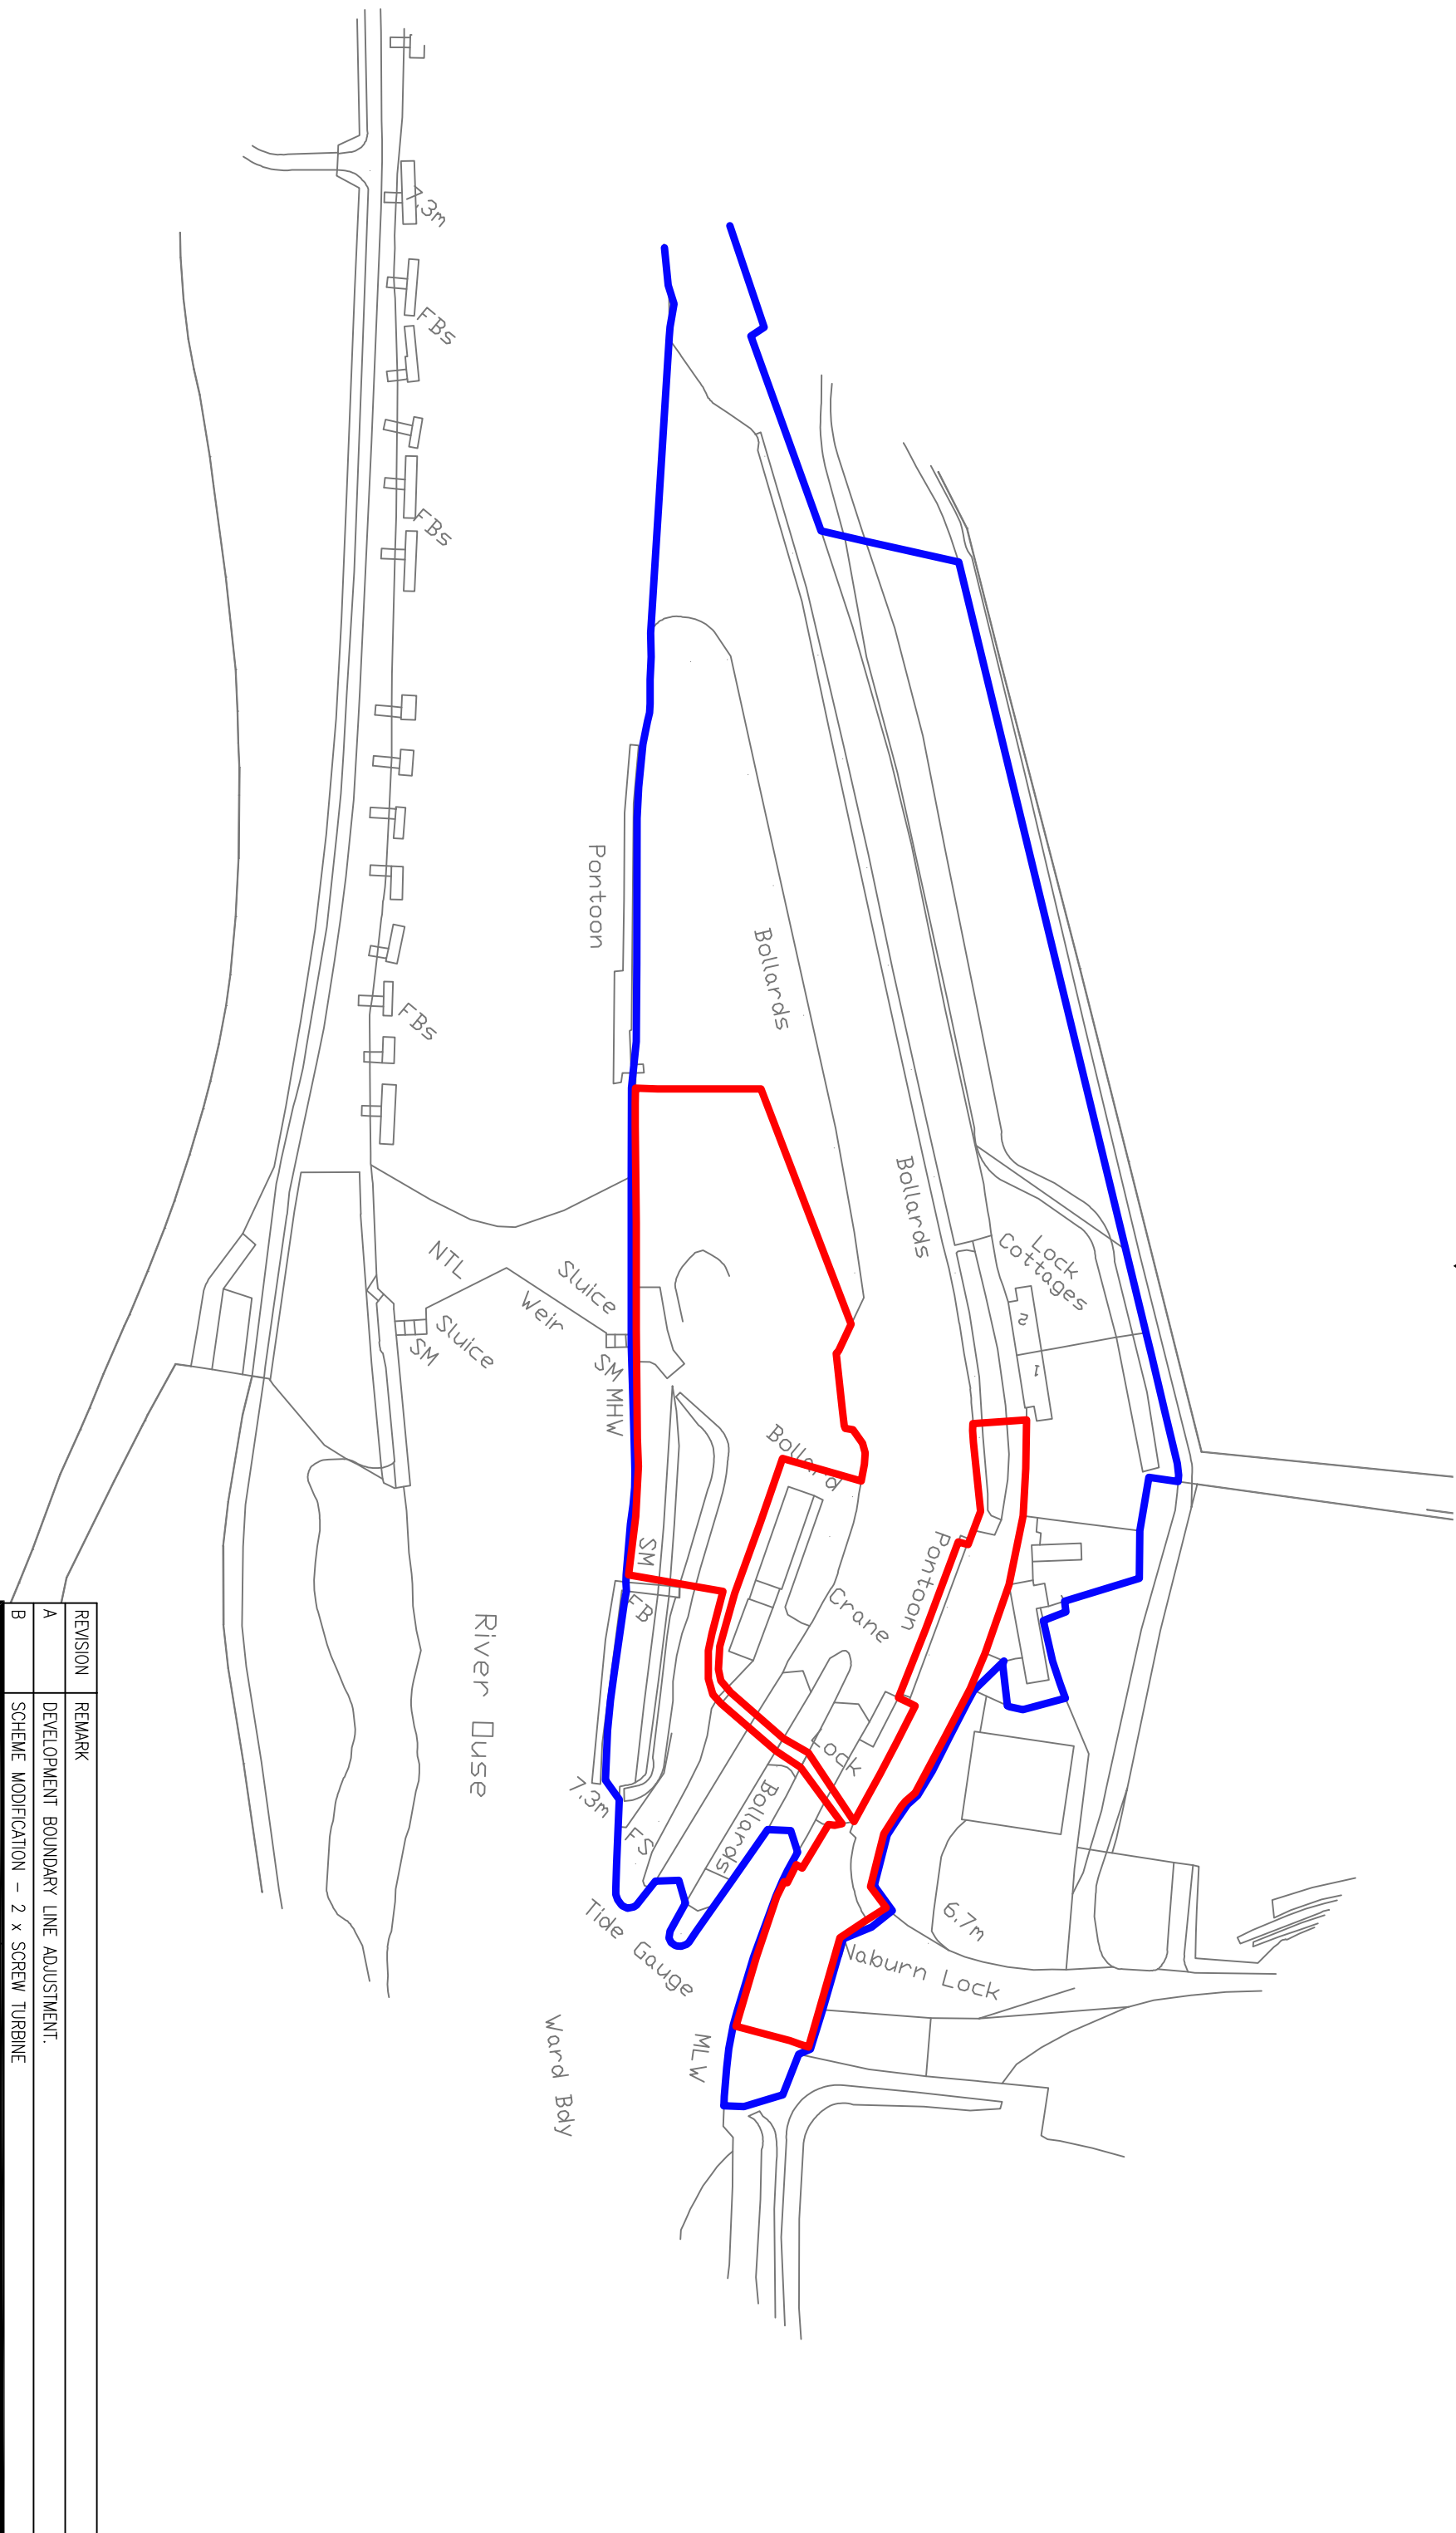 7.3m
FBs
FBs
Pontoon
Bollards
FBs
Bollards
Lock
Cottages
2
1
NTL
Sluice
Weir
Sluice
SM
SM
MHW
Bollard
Pontoon
SM
FB
Crane
River Ouse
Lock
Bollards
7.3m
FS
Tide Gauge
6.7m
Naburn Lock
MLW
Ward Bdy
REVISION REMARK
A DEVELOPMENT BOUNDARY LINE ADJUSTMENT.
B SCHEME MODIFICATION - 2 x SCREW TURBINE